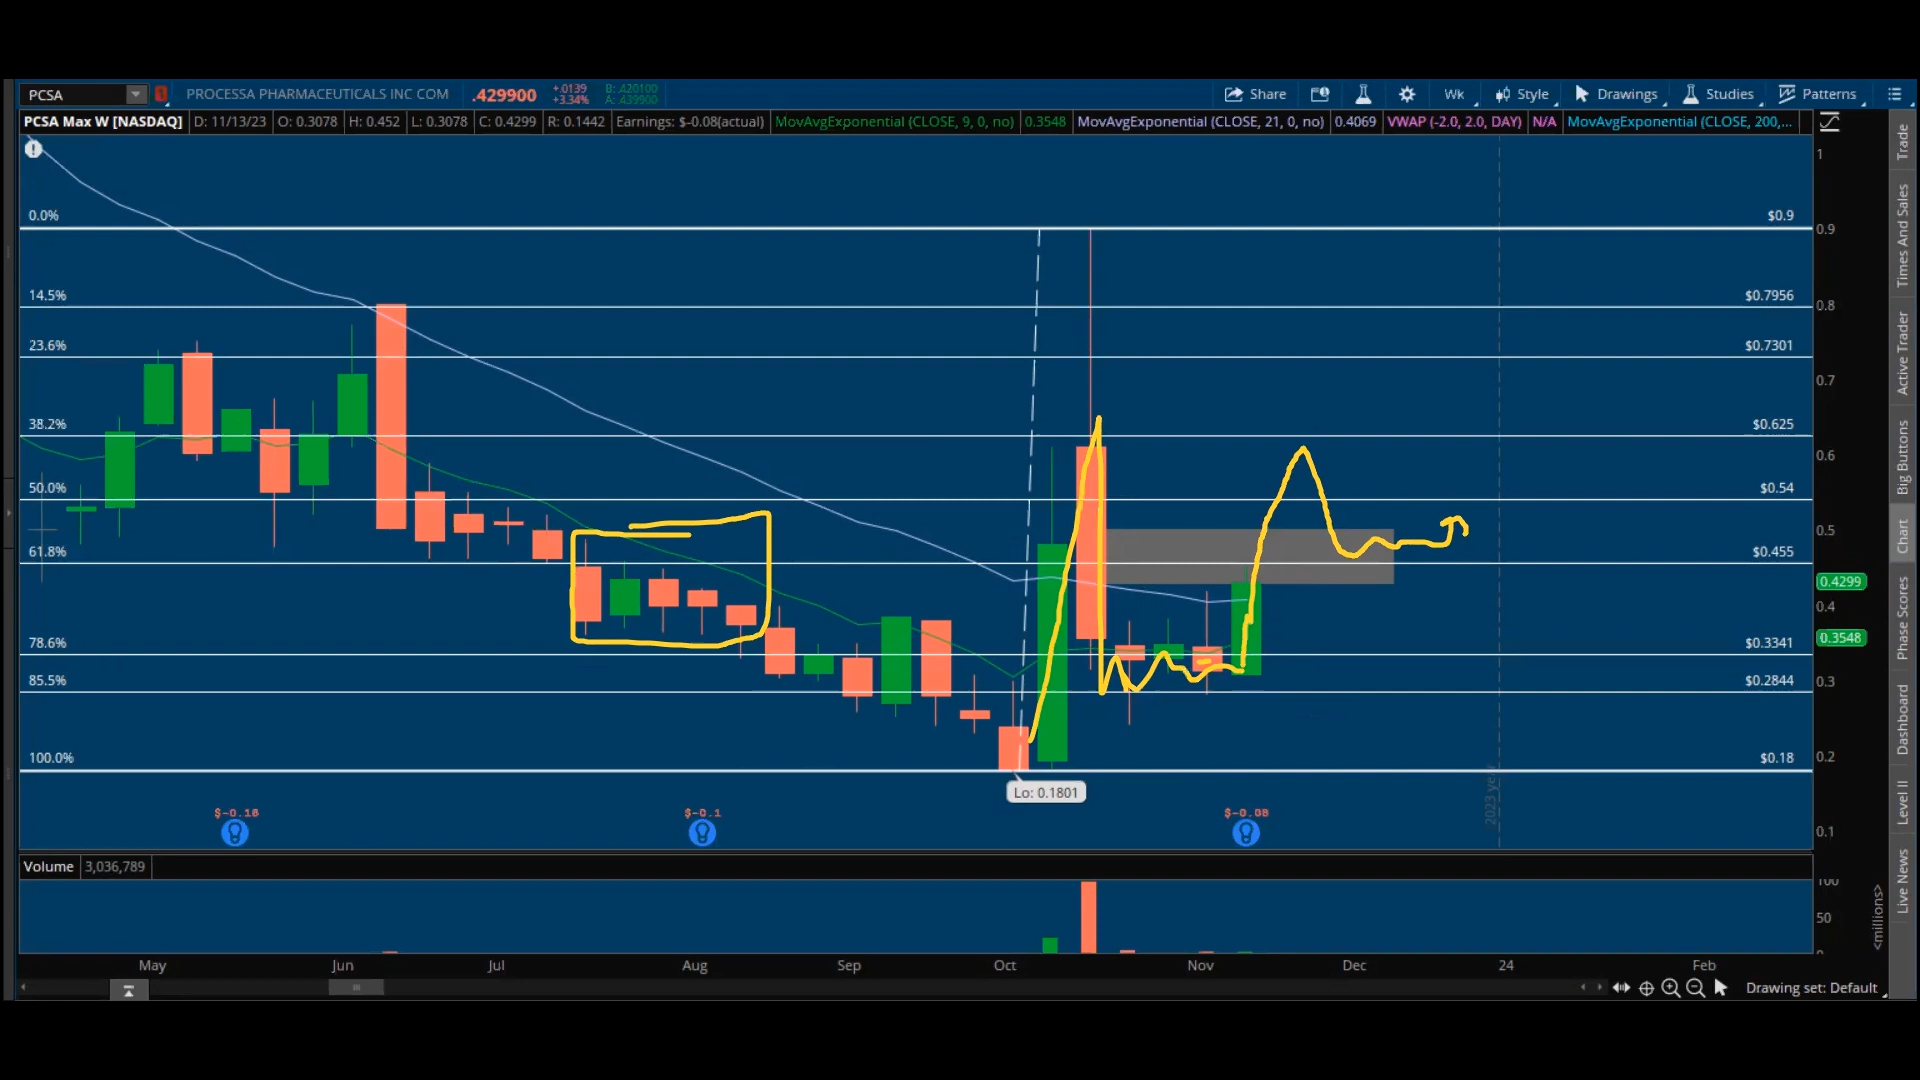 PCSA PROCESSA PHARMACEUTICALS INC COM .429900 +.0139 B: .420100
+3.34% A: .439900
Share Wk Style Drawings Studies Patterns
PCSA Max W [NASDAQ] D: 11/13/23 O: 0.3078 H: 0.452 L: 0.3078 C: 0.4299 R: 0.1442 Earnings: $-0.08(actual) MovAvgExponential (CLOSE, 9, 0, no) 0.3548 MovAvgExponential (CLOSE, 21, 0, no) 0.4069 VWAP (-2.0, 2.0, DAY) N/A MovAvgExponential (CLOSE, 200,...
1
0.0% $0.9
0.9
14.5% $0.7956
0.8
23.6% $0.7301
0.7
38.2% $0.625
0.6
50.0% $0.54
0.5
61.8% $0.455
0.4299
0.4
0.3548
78.6% $0.3341
85.5% $0.2844
0.3
100.0% $0.18
0.2
Lo: 0.1801
2023 year
$-0.16 $-0.1 $-0.08
0.1
Volume 3,036,789
100
50
0
<millions>
May Jun Jul Aug Sep Oct Nov Dec 24 Feb
Drawing set: Default
Trade
Times And Sales
Active Trader
Big Buttons
Chart
Phase Scores
Dashboard
Level II
Live News